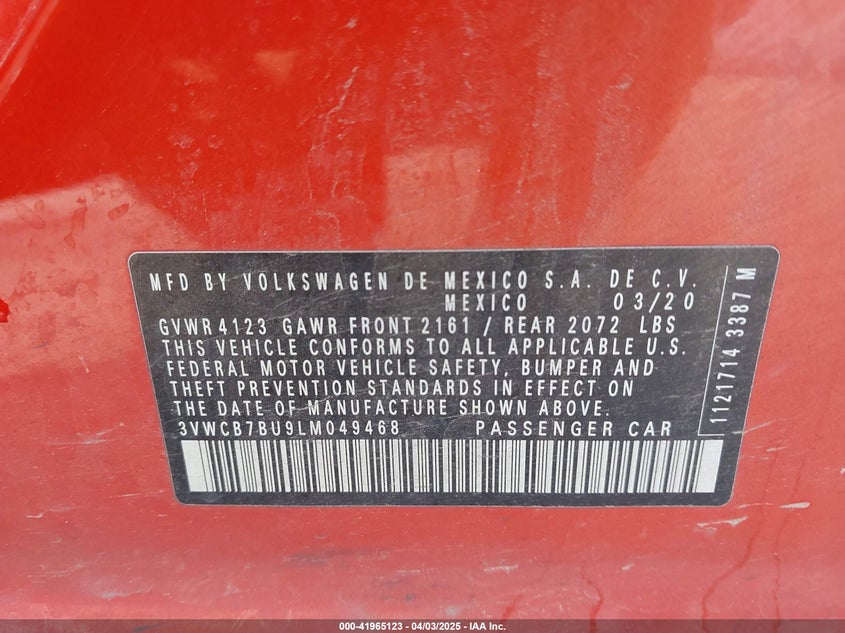 MFD BY VOLKSWAGEN DE MEXICO S.A. DE C.V.
MEXICO 03/20
GVWR 4123 GAWR FRONT 2161 / REAR 2072 LBS
THIS VEHICLE CONFORMS TO ALL APPLICABLE U.S.
FEDERAL MOTOR VEHICLE SAFETY, BUMPER AND
THEFT PREVENTION STANDARDS IN EFFECT ON
THE DATE OF MANUFACTURE SHOWN ABOVE.
3VWCB7BU9LM049468 PASSENGER CAR
1121714 3387 M
000-41965123 | 04/03/2025 - IAA Inc.